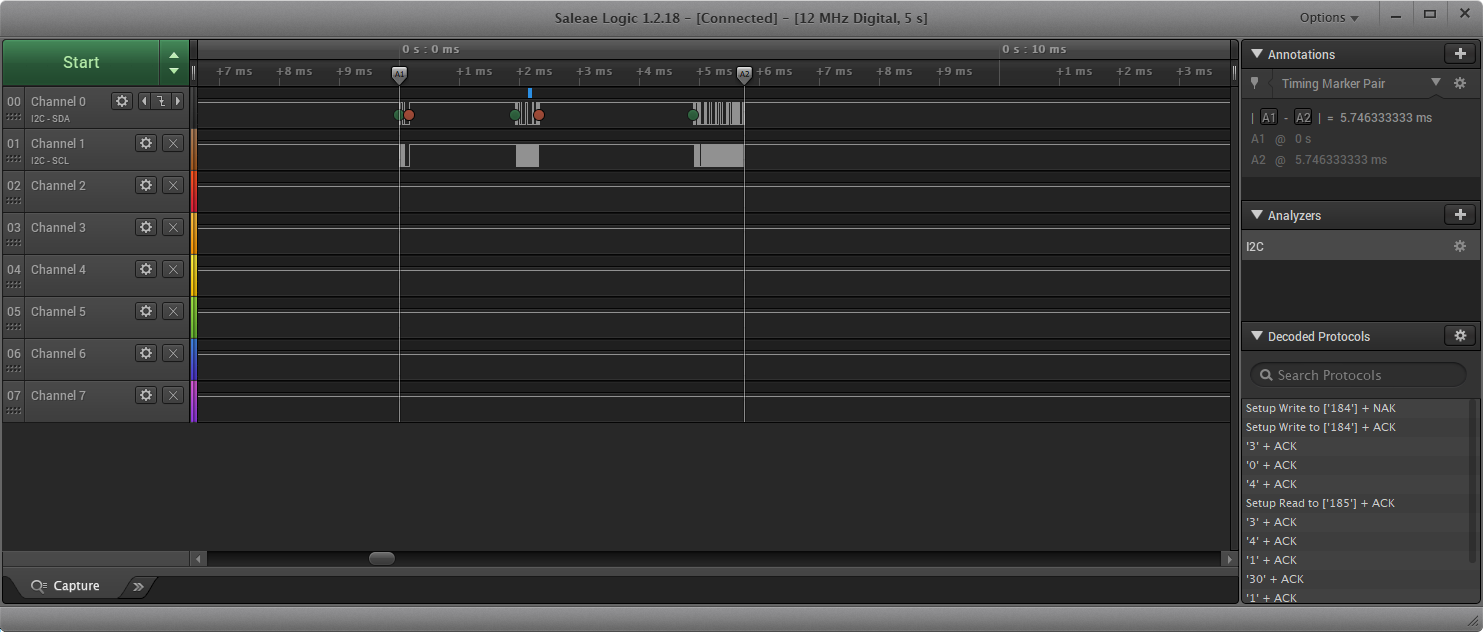 Saleae Logic 1.2.18 - [Connected] - [12 MHz Digital, 5 s]
Options
Start
0 s : 0 ms
0 s : 10 ms
+7 ms +8 ms +9 ms A1 +1 ms +2 ms +3 ms +4 ms +5 ms A2 +6 ms +7 ms +8 ms +9 ms +1 ms +2 ms +3 ms
00 Channel 0
I2C - SDA
01 Channel 1
I2C - SCL
02 Channel 2
03 Channel 3
04 Channel 4
05 Channel 5
06 Channel 6
07 Channel 7
Capture
Annotations
Timing Marker Pair
| A1 - A2 | = 5.746333333 ms
A1 @ 0 s
A2 @ 5.746333333 ms
Analyzers
I2C
Decoded Protocols
Search Protocols
Setup Write to ['184'] + NAK
Setup Write to ['184'] + ACK
'3' + ACK
'0' + ACK
'4' + ACK
Setup Read to ['185'] + ACK
'3' + ACK
'4' + ACK
'1' + ACK
'30' + ACK
'1' + ACK